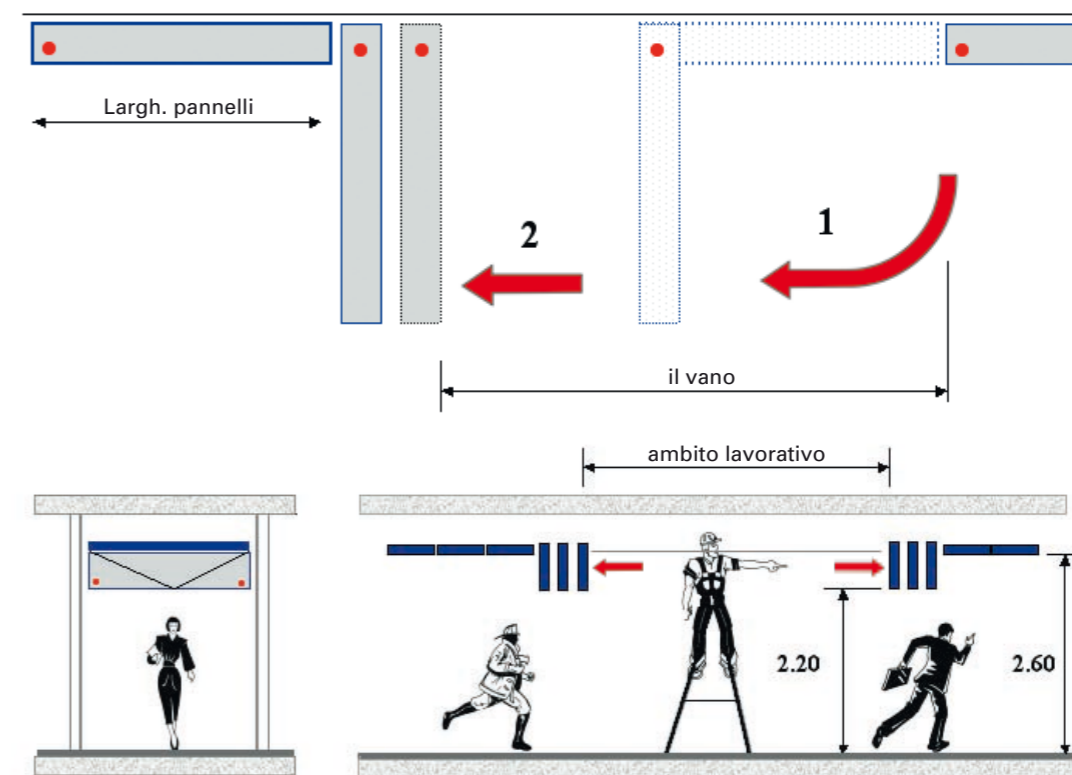 Largh. pannelli
2
1
il vano
ambito lavorativo
2.20
2.60